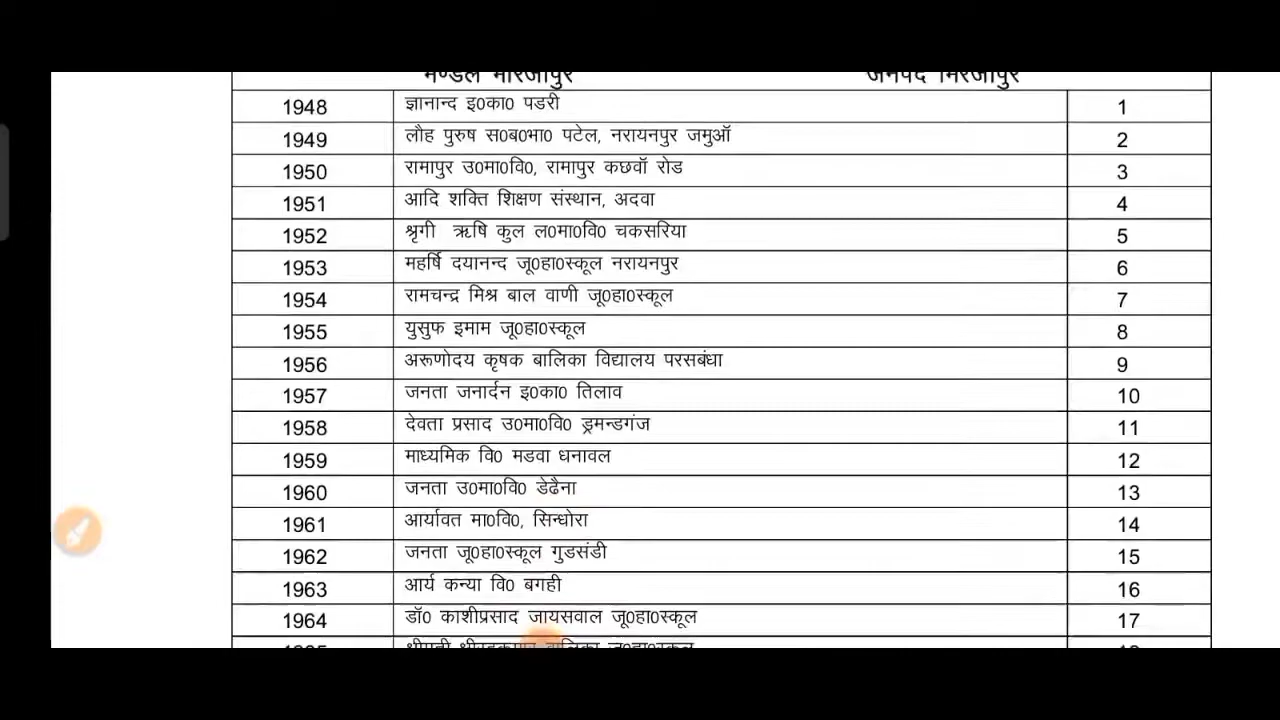 मण्डल मीरजापुर जनपद मिरजापुर
1948 ज्ञानान्द इ0का0 पडरी 1
1949 लौह पुरुष स0ब0भा0 पटेल, नरायनपुर जमुऑ 2
1950 रामापुर उ0मा0वि0, रामापुर कछवॉ रोड 3
1951 आदि शक्ति शिक्षण संस्थान, अदवा 4
1952 श्रृगी ऋषि कुल ल0मा0वि0 चकसरिया 5
1953 महर्षि दयानन्द जू0हा0स्कूल नरायनपुर 6
1954 रामचन्द्र मिश्र बाल वाणी जू0हा0स्कूल 7
1955 युसुफ इमाम जू0हा0स्कूल 8
1956 अरूणोदय कृषक बालिका विद्यालय परसबंधा 9
1957 जनता जनार्दन इ0का0 तिलाव 10
1958 देवता प्रसाद उ0मा0वि0 ड्रमन्डगंज 11
1959 माध्यमिक वि0 मडवा धनावल 12
1960 जनता उ0मा0वि0 डेढैना 13
1961 आर्यावत मा0वि0, सिन्धोरा 14
1962 जनता जू0हा0स्कूल गुडसंडी 15
1963 आर्य कन्या वि0 बगही 16
1964 डॉ0 काशीप्रसाद जायसवाल जू0हा0स्कूल 17